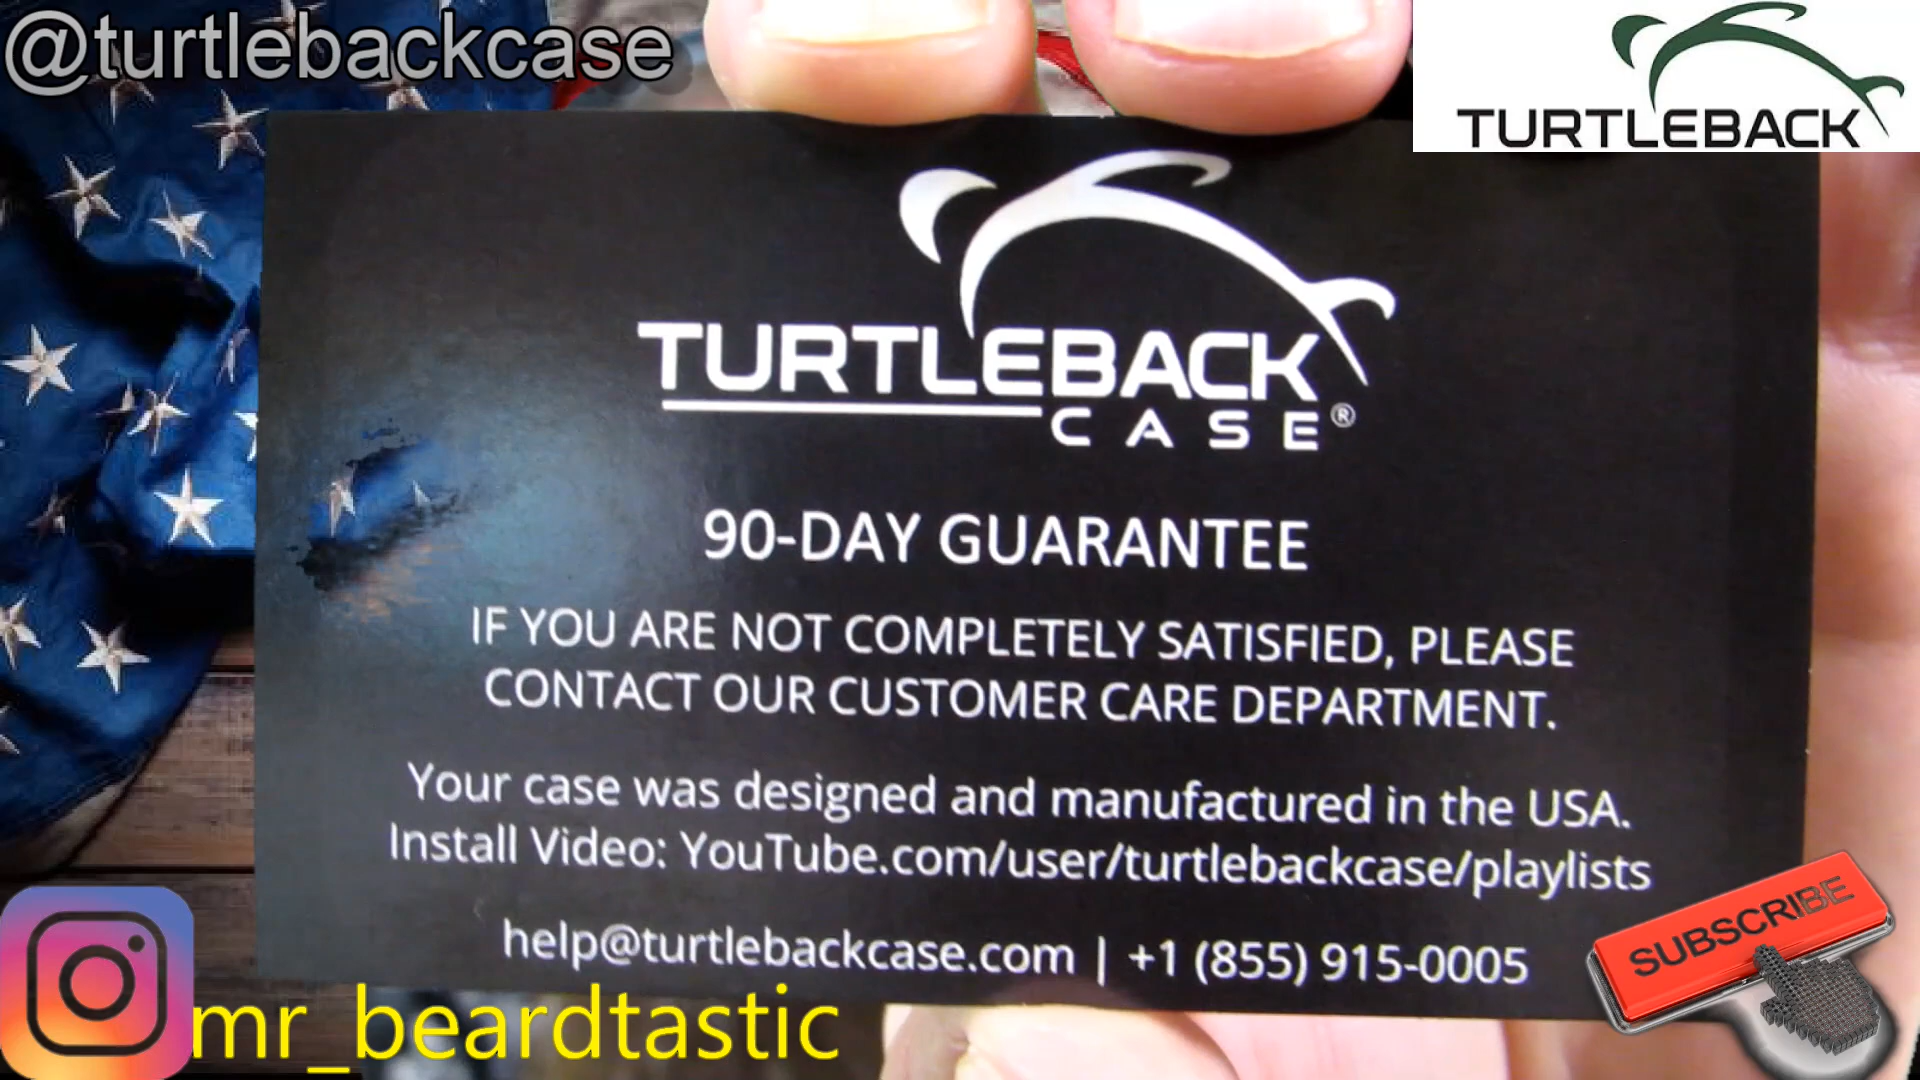 @turtlebackcase
TURTLEBACK
TURTLEBACK
CASE®
90-DAY GUARANTEE
IF YOU ARE NOT COMPLETELY SATISFIED, PLEASE
CONTACT OUR CUSTOMER CARE DEPARTMENT.
Your case was designed and manufactured in the USA.
Install Video: YouTube.com/user/turtlebackcase/playlists
help@turtlebackcase.com | +1 (855) 915-0005
SUBSCRIBE
mr_beardtastic